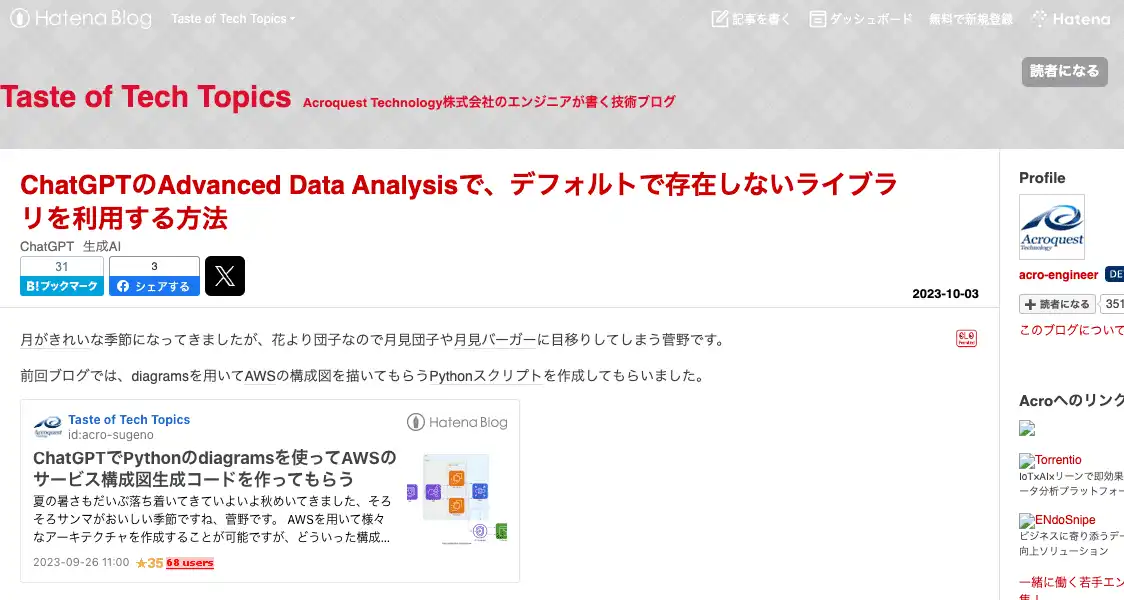 Hatena Blog
Taste of Tech Topics
記事を書く
ダッシュボード
無料で新規登録
Hatena
読者になる
Taste of Tech Topics
Acroquest Technology株式会社のエンジニアが書く技術ブログ
ChatGPTのAdvanced Data Analysisで、デフォルトで存在しないライブラ
リを利用する方法
ChatGPT 生成AI
31
B!ブックマーク
3
シェアする
2023-10-03
月がきれいな季節になってきましたが、花より団子なので月見団子や月見バーガーに目移りしてしまう菅野です。
前回ブログでは、diagramsを用いてAWSの構成図を描いてもらうPythonスクリプトを作成してもらいました。
Taste of Tech Topics
id:acro-sugeno
Hatena Blog
ChatGPTでPythonのdiagramsを使ってAWSの
サービス構成図生成コードを作ってもらう
夏の暑さもだいぶ落ち着いてきていよいよ秋めいてきました、そろ
そろサンマがおいしい季節ですね、菅野です。 AWSを用いて様々
なアーキテクチャを作成することが可能ですが、どういった構成...
2023-09-26 11:00 ★35 68 users
Profile
Acroquest
Technology
acro-engineer
DE
読者になる
351
このブログについて
Acroへのリンク
Torrentio
IoT×AI×リーンで即効果
ータ分析プラットフォー
ENdoSnipe
ビジネスに寄り添うデー
向上ソリューション
一緒に働く若手エン
集！